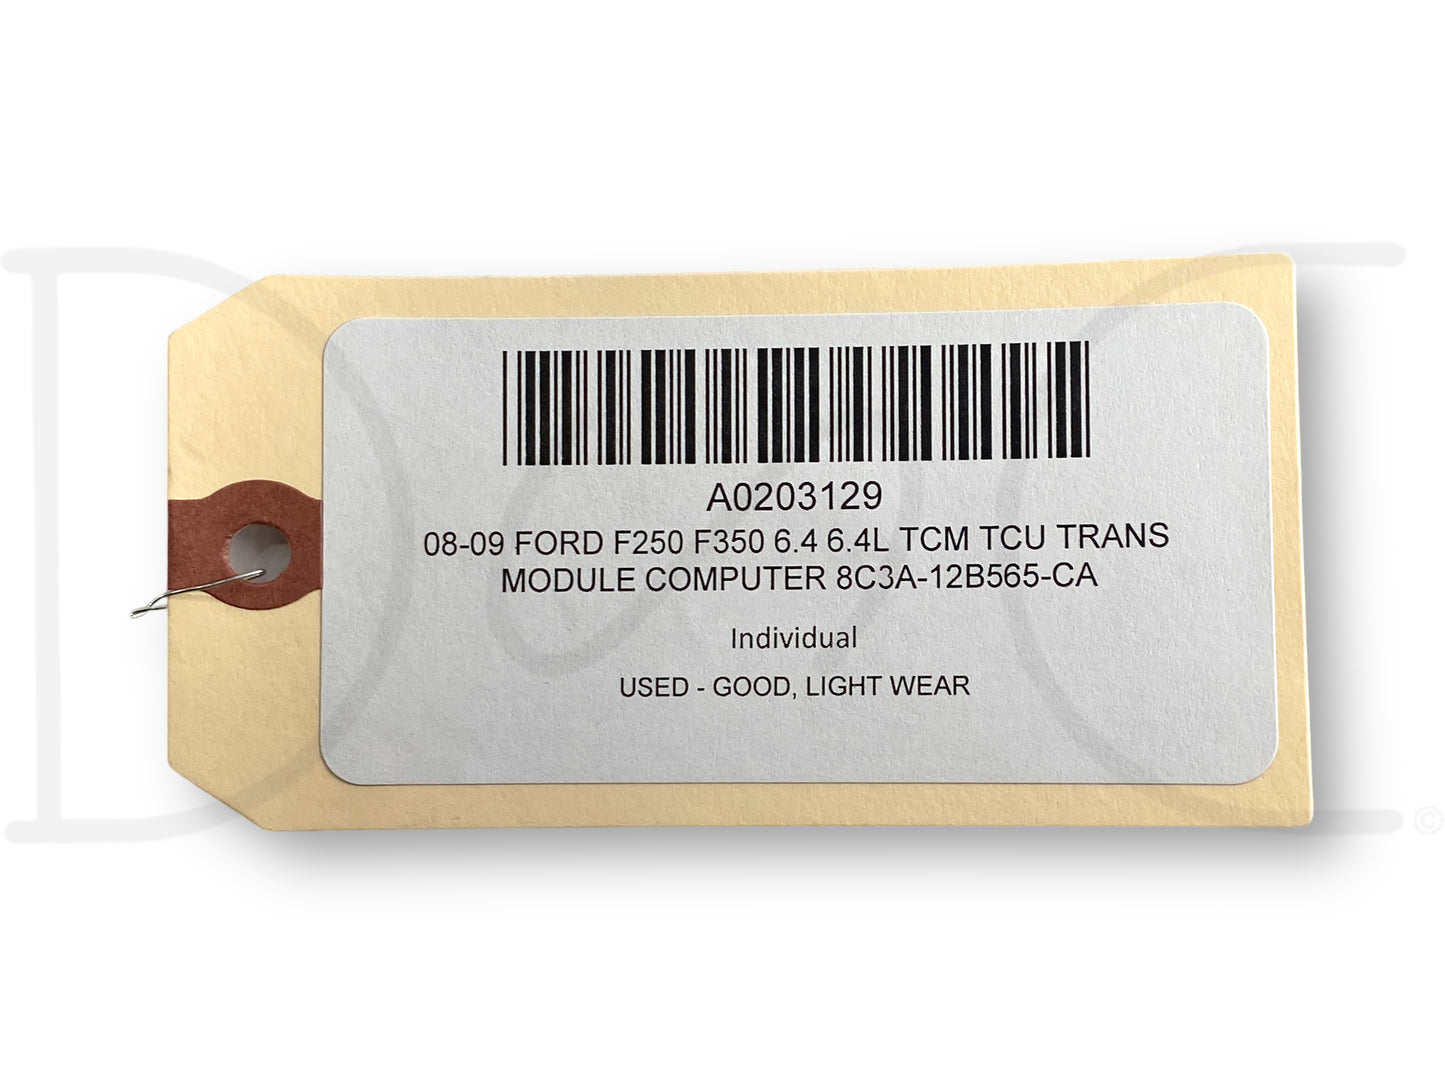 A0203129
08-09 FORD F250 F350 6.4 6.4L TCM TCU TRANS
MODULE COMPUTER 8C3A-12B565-CA
Individual
USED - GOOD, LIGHT WEAR
©